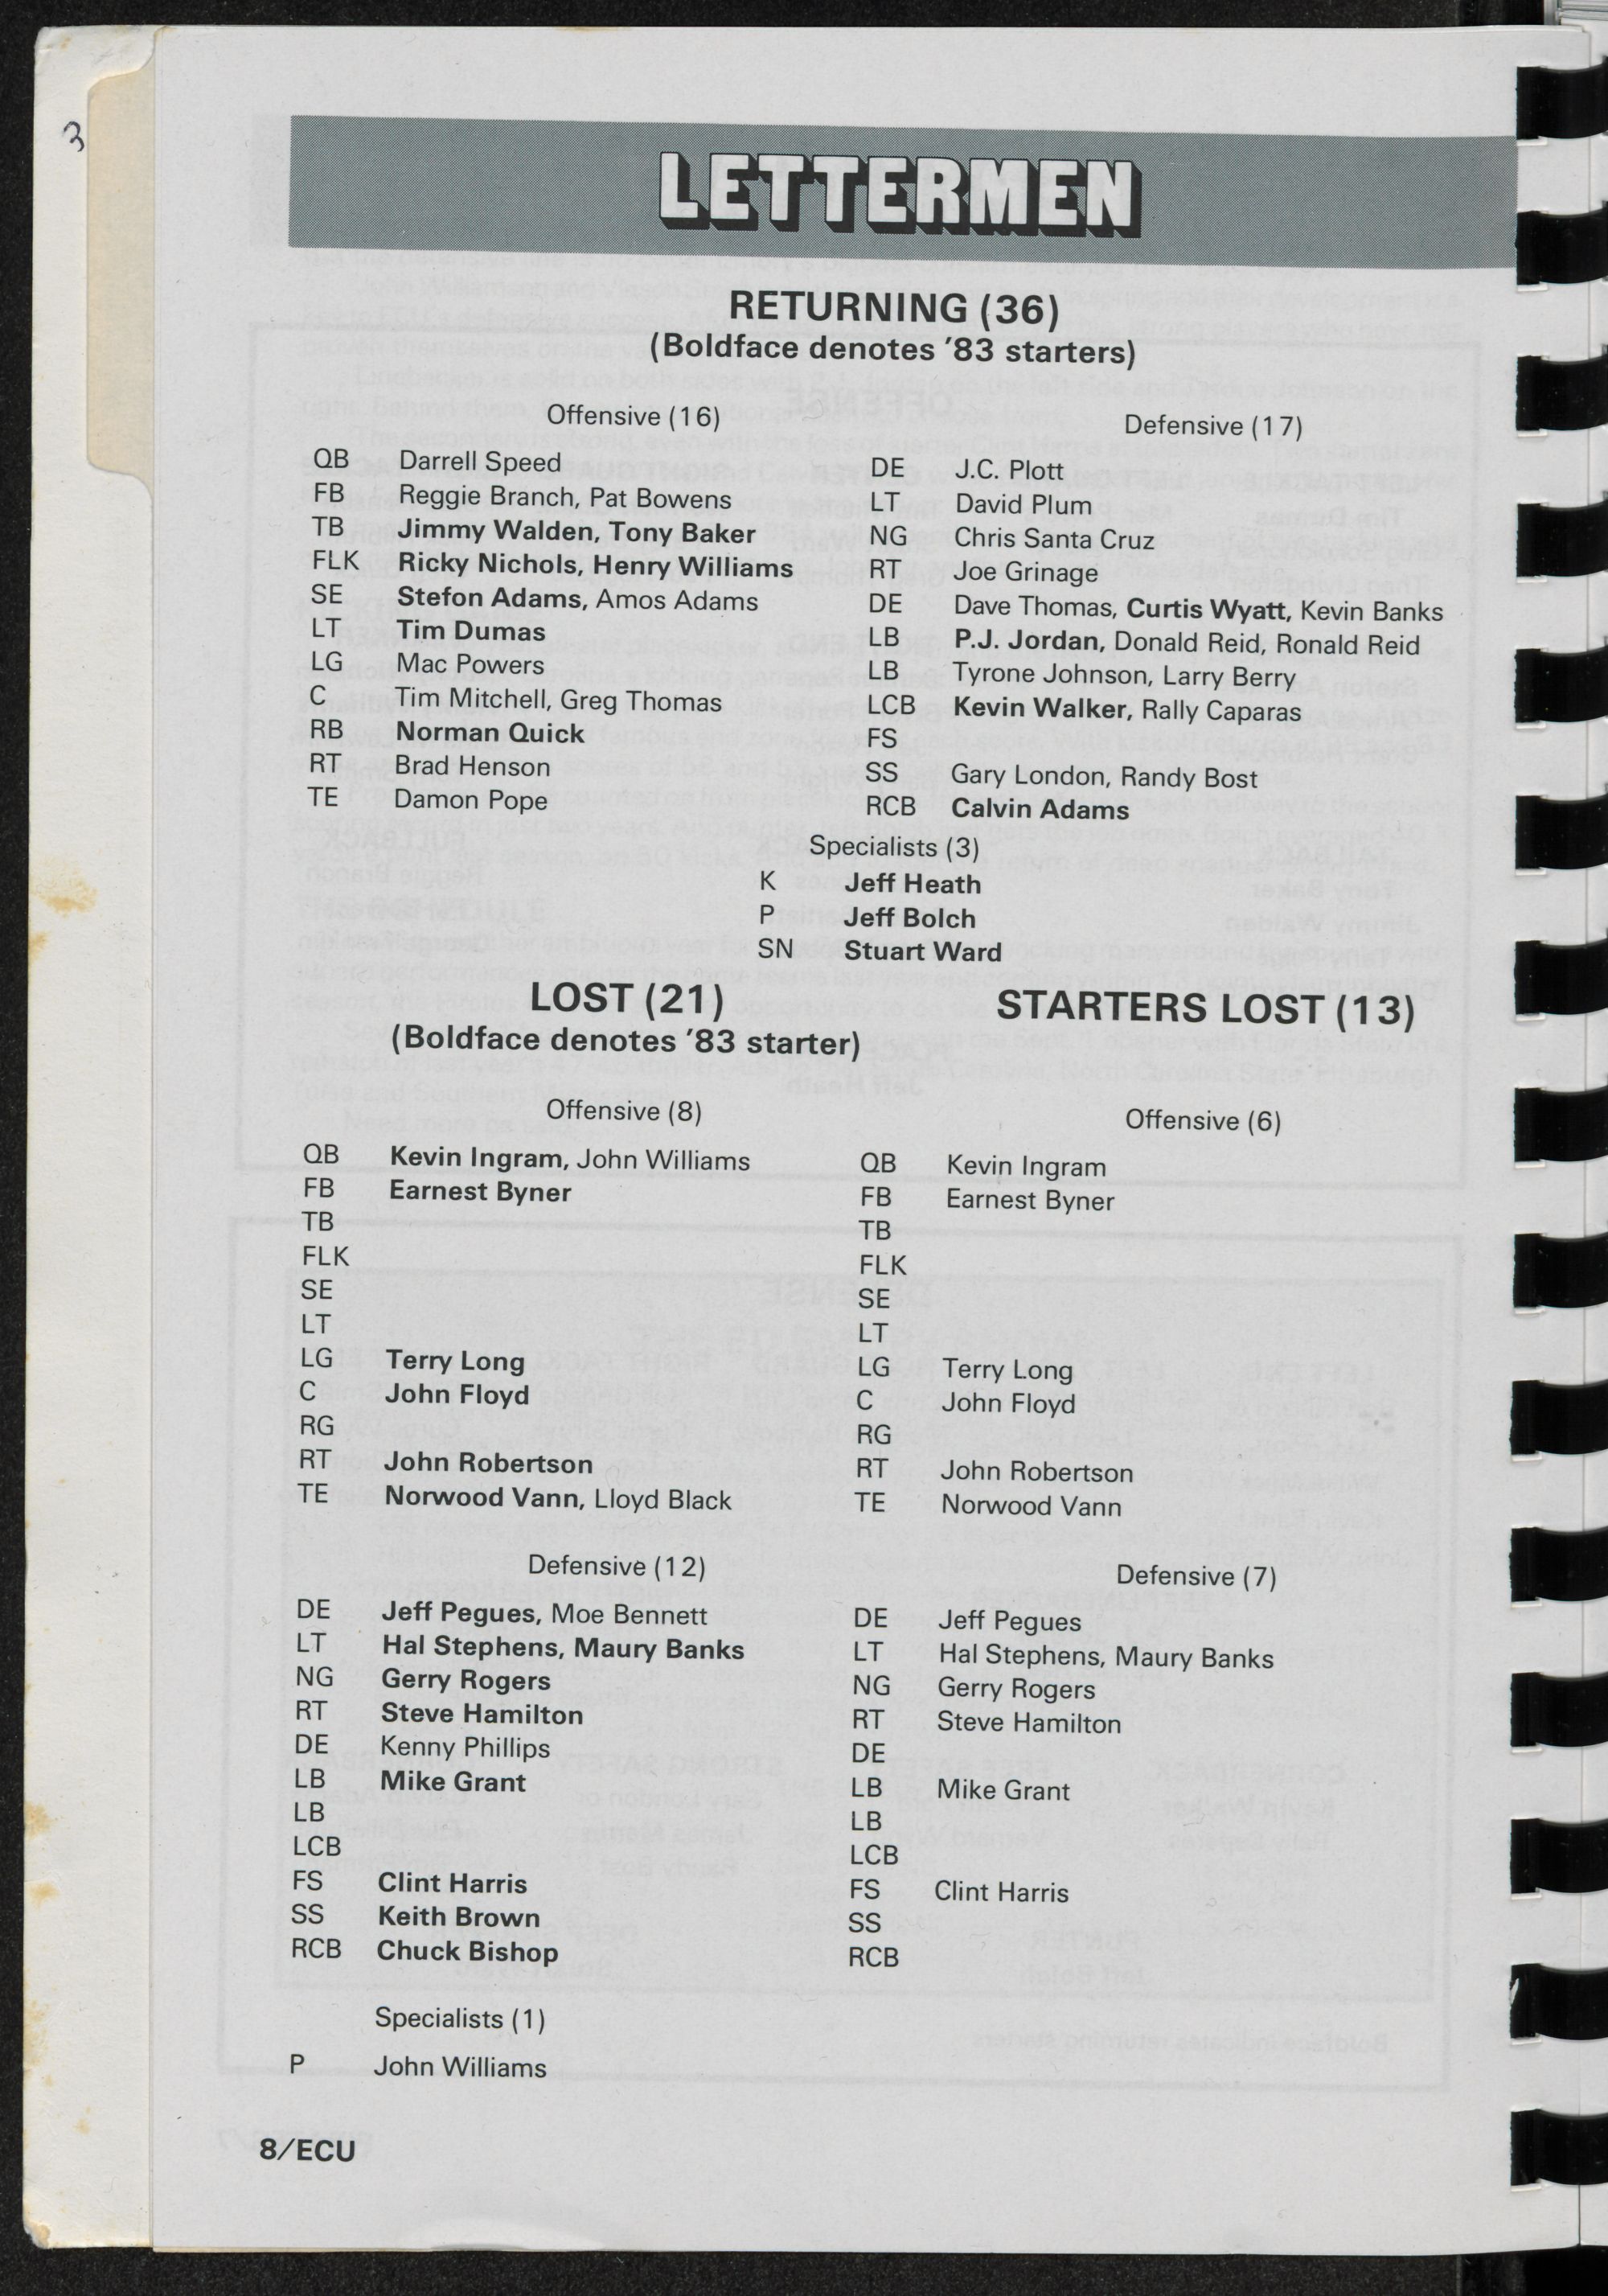 3
LETTERMEN
RETURNING (36)
(Boldface denotes '83 starters)
Offensive (16)
QB Darrell Speed
FB Reggie Branch, Pat Bowens
TB Jimmy Walden, Tony Baker
FLK Ricky Nichols, Henry Williams
SE Stefon Adams, Amos Adams
LT Tim Dumas
LG Mac Powers
C Tim Mitchell, Greg Thomas
RB Norman Quick
RT Brad Henson
TE Damon Pope
Defensive (17)
DE J.C. Plott
LT David Plum
NG Chris Santa Cruz
RT Joe Grinage
DE Dave Thomas, Curtis Wyatt, Kevin Banks
LB P.J. Jordan, Donald Reid, Ronald Reid
LB Tyrone Johnson, Larry Berry
LCB Kevin Walker, Rally Caparas
FS
SS Gary London, Randy Bost
RCB Calvin Adams
Specialists (3)
K Jeff Heath
P Jeff Bolch
SN Stuart Ward
LOST (21)
(Boldface denotes '83 starter)
Offensive (8)
QB Kevin Ingram, John Williams
FB Earnest Byner
TB
FLK
SE
LT
LG Terry Long
C John Floyd
RG
RT John Robertson
TE Norwood Vann, Lloyd Black
Defensive (12)
DE Jeff Pegues, Moe Bennett
LT Hal Stephens, Maury Banks
NG Gerry Rogers
RT Steve Hamilton
DE Kenny Phillips
LB Mike Grant
LB
LCB
FS Clint Harris
SS Keith Brown
RCB Chuck Bishop
Specialists (1)
P John Williams
STARTERS LOST (13)
Offensive (6)
QB Kevin Ingram
FB Earnest Byner
TB
FLK
SE
LT
LG Terry Long
C John Floyd
RG
RT John Robertson
TE Norwood Vann
Defensive (7)
DE Jeff Pegues
LT Hal Stephens, Maury Banks
NG Gerry Rogers
RT Steve Hamilton
DE
LB Mike Grant
LB
LCB
FS Clint Harris
SS
RCB
8/ECU